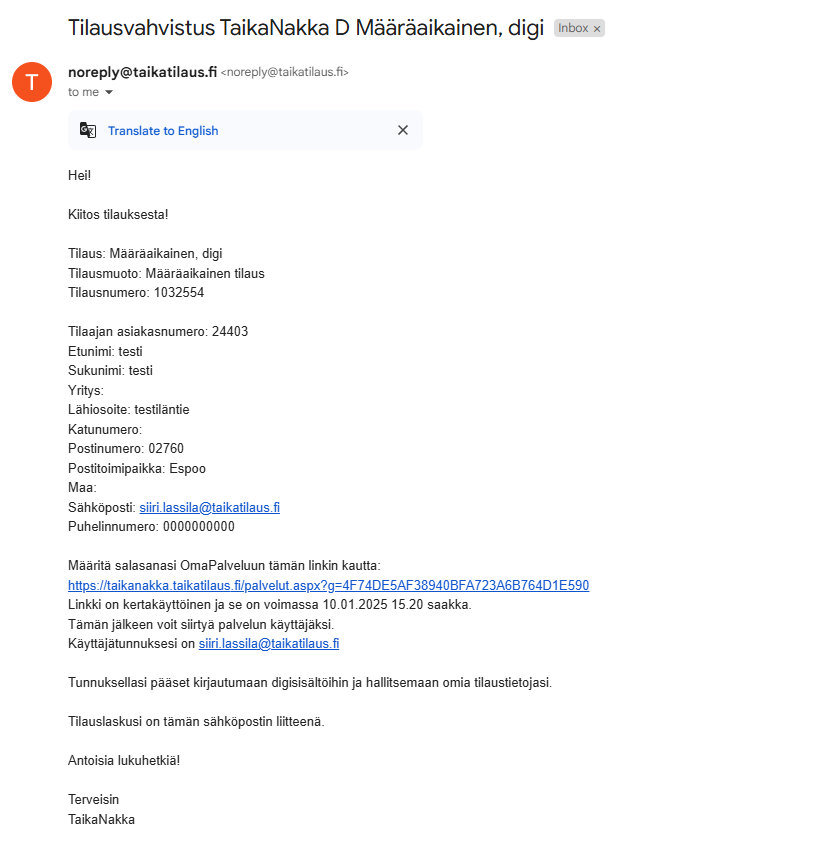 Tilausvahvistus TaikaNakka D Määräaikainen, digi Inbox ×
T
noreply@taikatilaus.fi <noreply@taikatilaus.fi>
to me
Translate to English
Hei!
Kiitos tilauksesta!
Tilaus: Määräaikainen, digi
Tilausmuoto: Määräaikainen tilaus
Tilausnumero: 1032554
Tilaajan asiakasnumero: 24403
Etunimi: testi
Sukunimi: testi
Yritys:
Lähiosoite: testiläntie
Katunumero:
Postinumero: 02760
Postitoimipaikka: Espoo
Maa:
Sähköposti: siiri.lassila@taikatilaus.fi
Puhelinnumero: 0000000000
Määritä salasanasi OmaPalveluun tämän linkin kautta:
https://taikanakka.taikatilaus.fi/palvelut.aspx?g=4F74DE5AF38940BFA723A6B764D1E590
Linkki on kertakäyttöinen ja se on voimassa 10.01.2025 15.20 saakka.
Tämän jälkeen voit siirtyä palvelun käyttäjäksi.
Käyttäjätunnuksesi on siiri.lassila@taikatilaus.fi
Tunnuksellasi pääset kirjautumaan digisisältöihin ja hallitsemaan omia tilaustietojasi.
Tilauslaskusi on tämän sähköpostin liitteenä.
Antoisia lukuhetkiä!
Terveisin
TaikaNakka